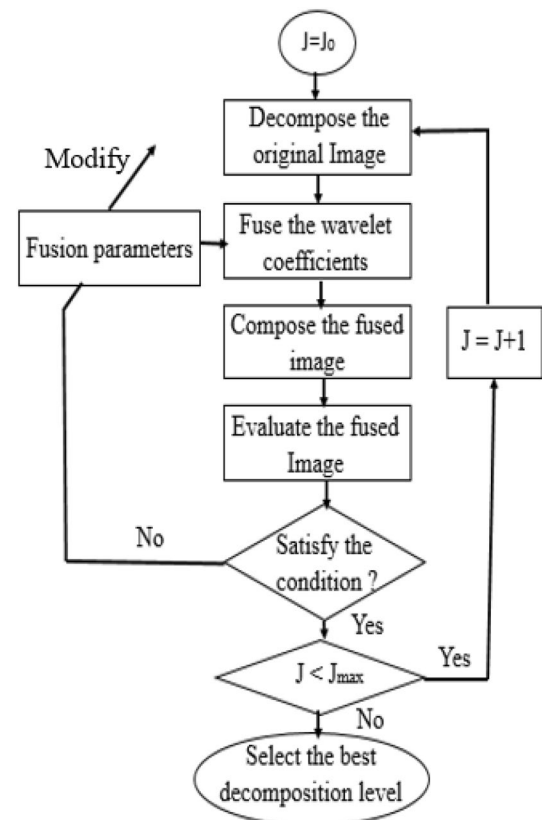 J=J₀
Decompose the
original Image
Modify
Fusion parameters
Fuse the wavelet
coefficients
Compose the fused
image
J = J+1
Evaluate the fused
Image
No
Satisfy the
condition ?
Yes
J < Jmax
Yes
No
Select the best
decomposition level